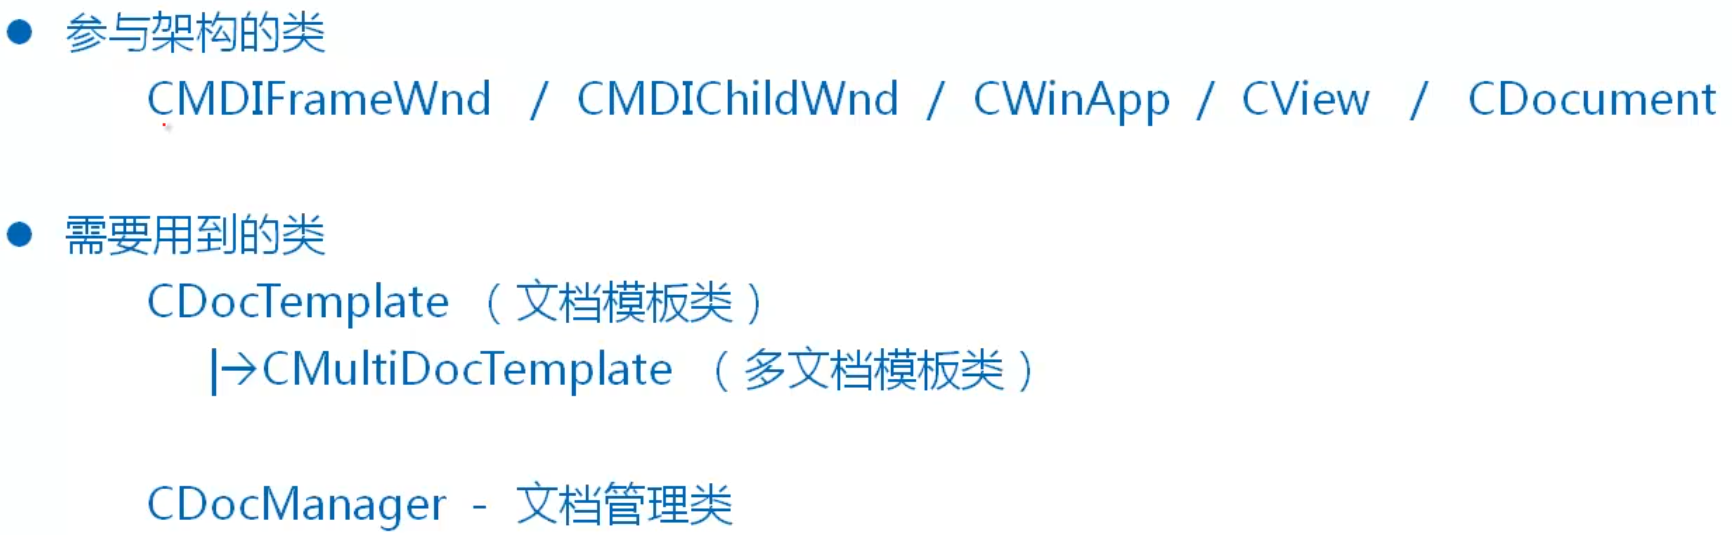 ● 参与架构的类
CMDIFrameWnd / CMDIChildWnd / CWinApp / CView / CDocument
● 需要用到的类
CDocTemplate （文档模板类）
|→CMultiDocTemplate （多文档模板类）
CDocManager - 文档管理类